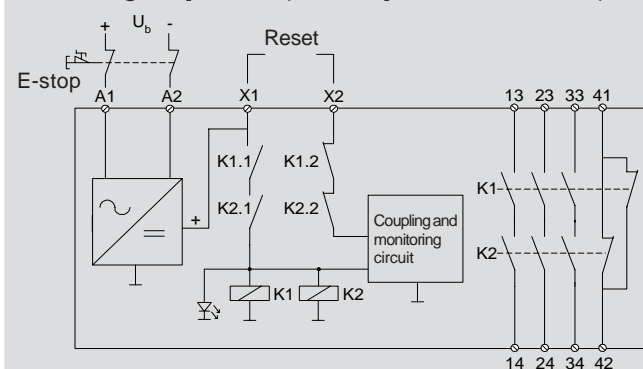 + Ub -
Reset
E-stop
A1 A2 X1 X2 13 23 33 41
K1.1 K1.2
K1
K2.1 K2.2
+
Coupling and
monitoring
circuit
K2
K1 K2
14 24 34 42